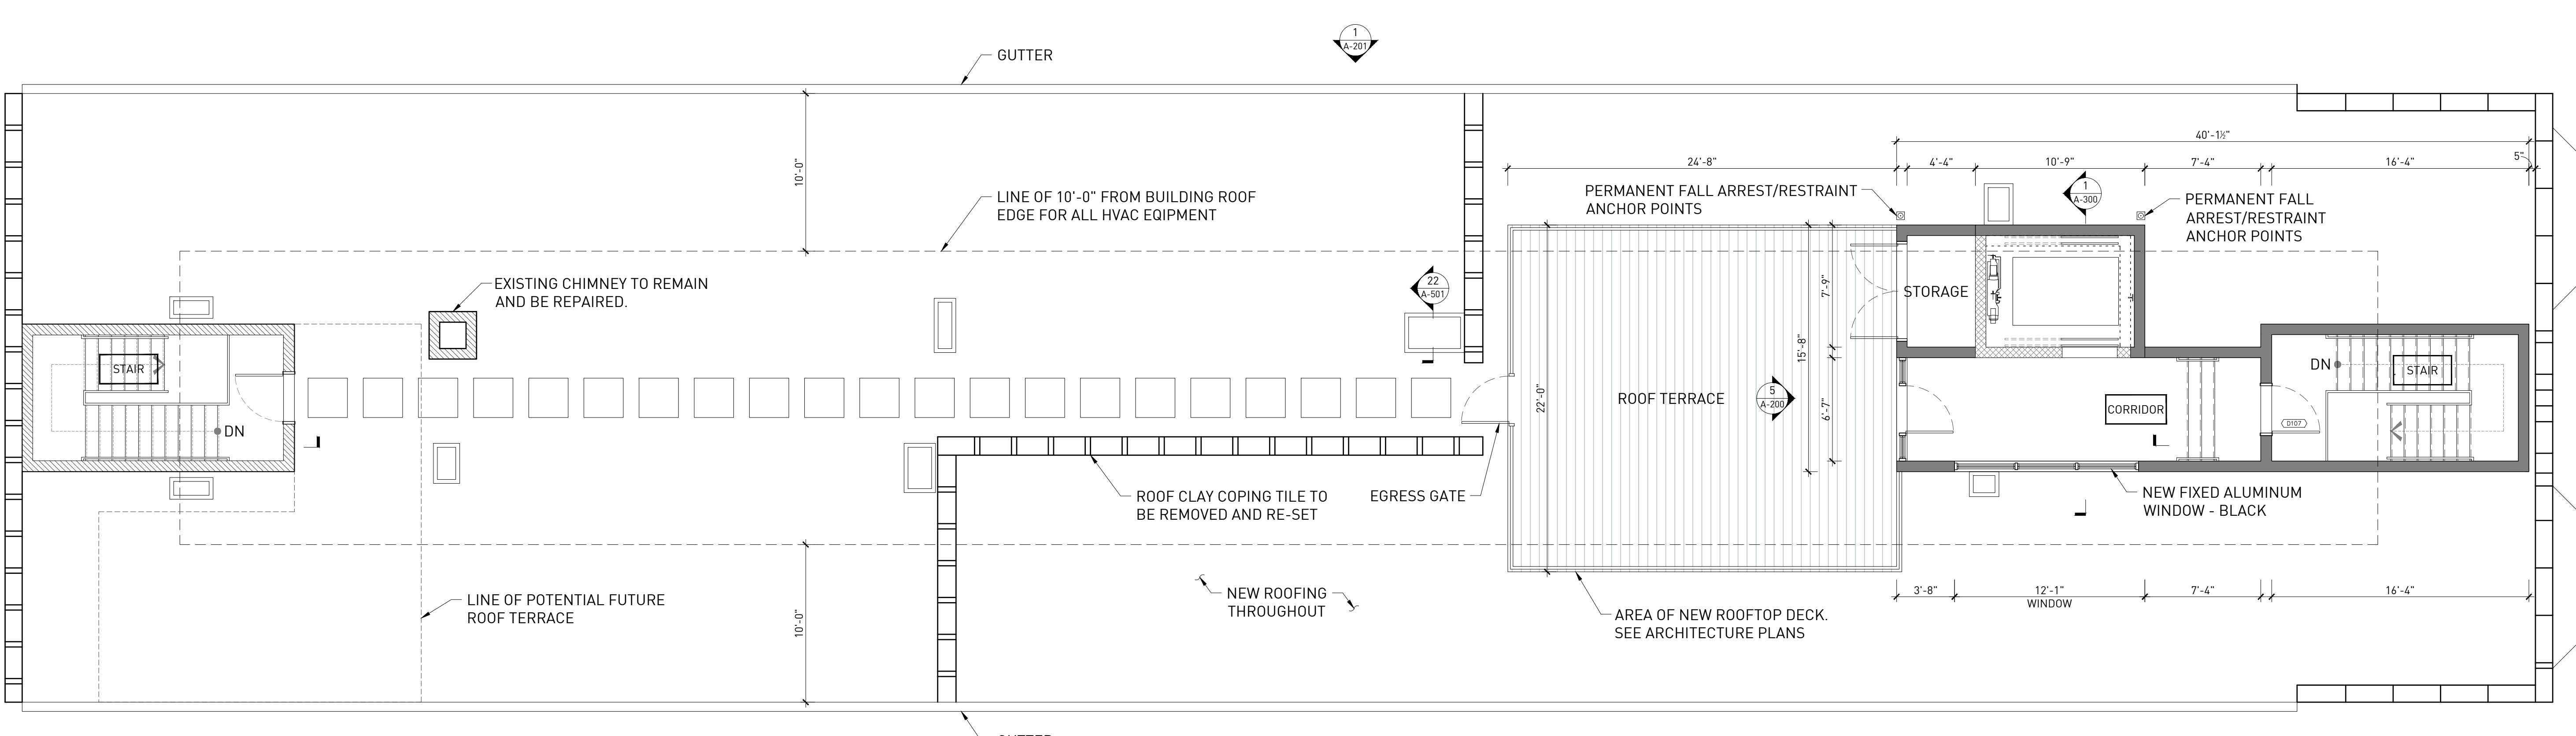 1
A-201
GUTTER
40'-1½"
24'-8"
4'-4"
10'-9"
7'-4"
16'-4"
5"
10'-0"
LINE OF 10'-0" FROM BUILDING ROOF
EDGE FOR ALL HVAC EQIPMENT
PERMANENT FALL ARREST/RESTRAINT
ANCHOR POINTS
1
A-300
PERMANENT FALL
ARREST/RESTRAINT
ANCHOR POINTS
EXISTING CHIMNEY TO REMAIN
AND BE REPAIRED.
22
A-501
7'-9"
STORAGE
15'-8"
STAIR
DN
STAIR
22'-0"
ROOF TERRACE
5
A-200
6'-7"
CORRIDOR
D107
DN
ROOF CLAY COPING TILE TO
BE REMOVED AND RE-SET
EGRESS GATE
NEW FIXED ALUMINUM
WINDOW - BLACK
LINE OF POTENTIAL FUTURE
ROOF TERRACE
10'-0"
NEW ROOFING
THROUGHOUT
AREA OF NEW ROOFTOP DECK.
SEE ARCHITECTURE PLANS
3'-8"
12'-1"
WINDOW
7'-4"
16'-4"